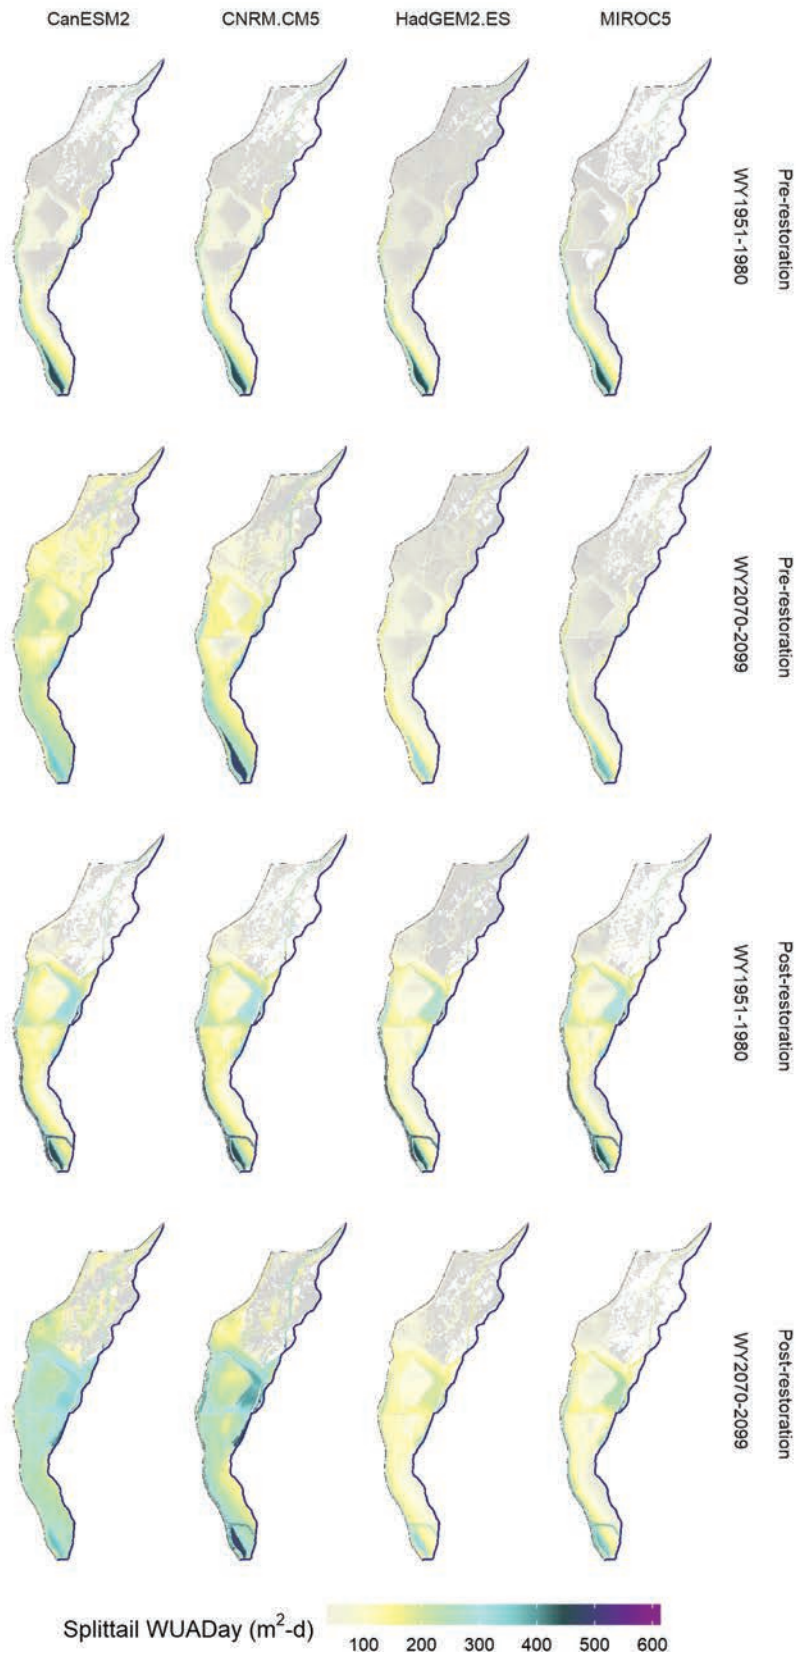 CanESM2 CNRM.CM5 HadGEM2.ES MIROC5
Pre-restoration
WY1951-1980
Pre-restoration
WY2070-2099
Post-restoration
WY1951-1980
Post-restoration
WY2070-2099
Splittail WUADay (m²-d)
100 200 300 400 500 600